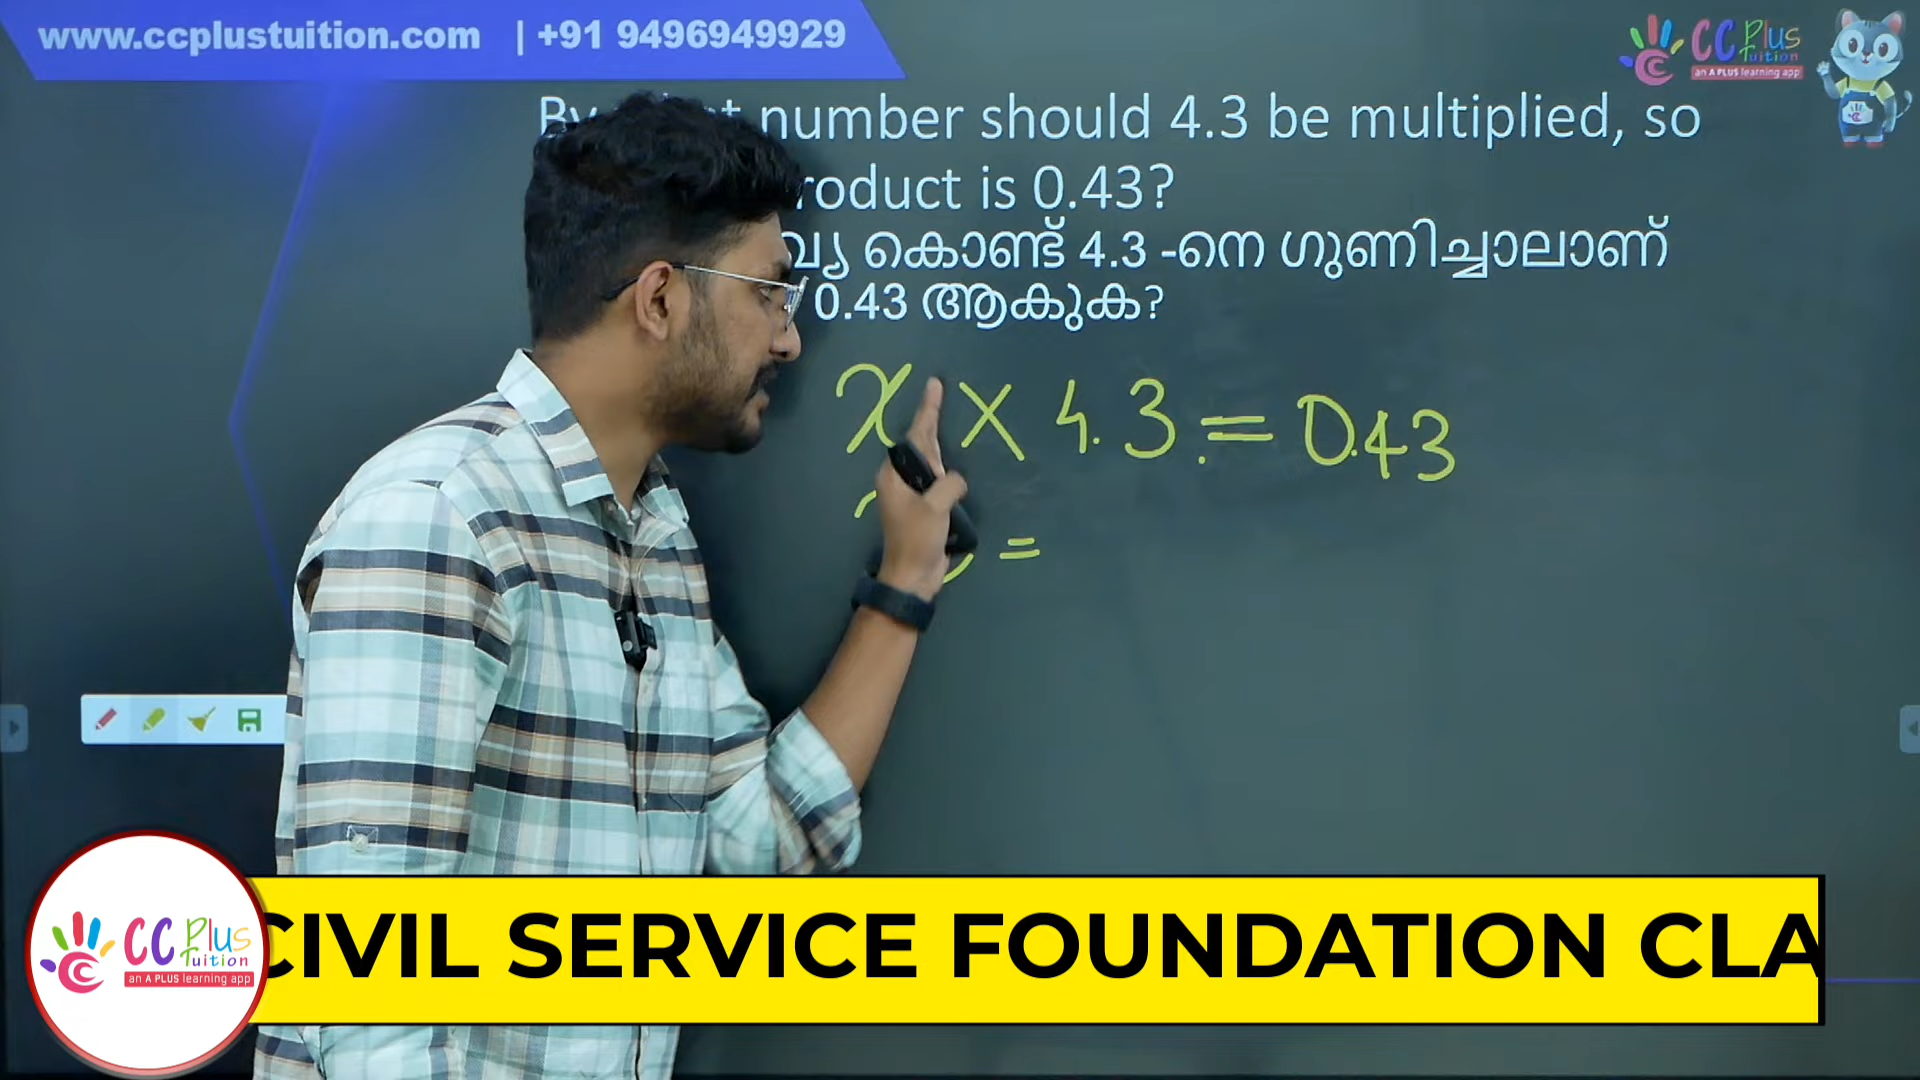 www.ccplustuition.com | +91 9496949929
CC Plus Tuition
an A PLUS learning app
number should 4.3 be multiplied, so
product is 0.43?
കൊണ്ട് 4.3 -നെ ഗുണിച്ചാലാണ്
0.43 ആകുക?
x × 4.3 = 0.43
=
CIVIL SERVICE FOUNDATION CLA
CC Plus Tuition
an A PLUS learning app